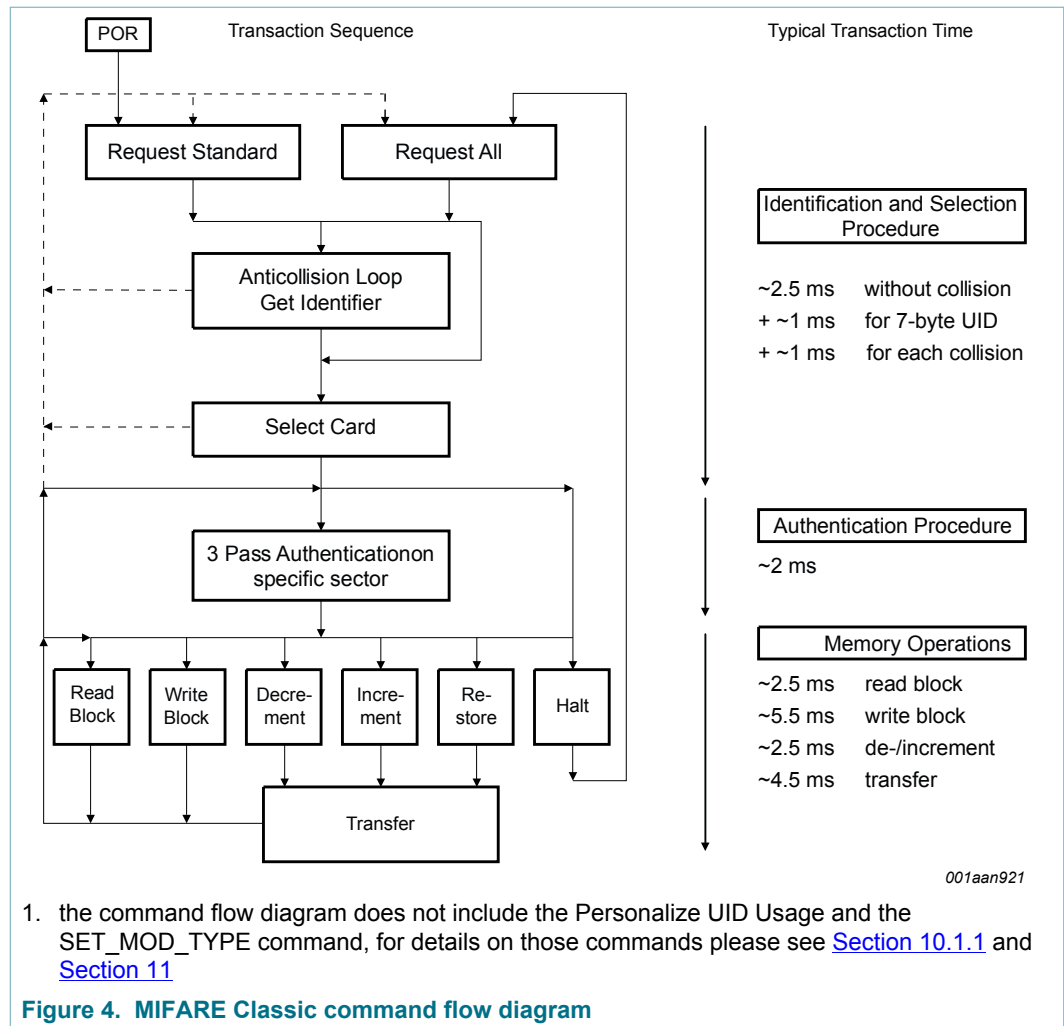 POR
Transaction Sequence
Typical Transaction Time
Request Standard
Request All
Identification and Selection
Procedure
Anticollision Loop
Get Identifier
~2.5 ms without collision
+ ~1 ms for 7-byte UID
+ ~1 ms for each collision
Select Card
Authentication Procedure
3 Pass Authenticationon
specific sector
~2 ms
Memory Operations
Read
Block
Write
Block
Decre-
ment
Incre-
ment
Re-
store
Halt
~2.5 ms read block
~5.5 ms write block
~2.5 ms de-/increment
~4.5 ms transfer
Transfer
001aan921
1. the command flow diagram does not include the Personalize UID Usage and the
SET_MOD_TYPE command, for details on those commands please see Section 10.1.1 and
Section 11
Figure 4. MIFARE Classic command flow diagram